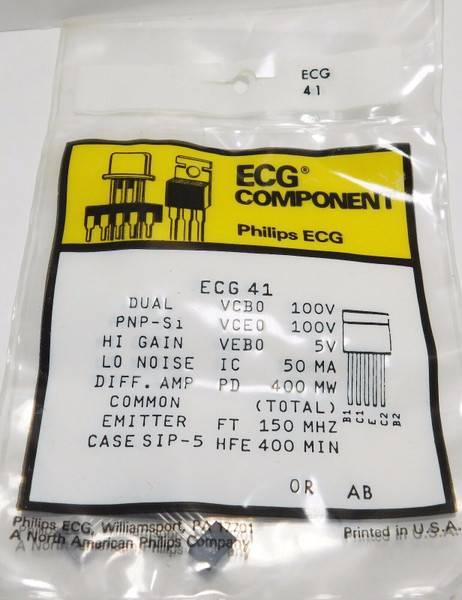 ECG
41
ECG®
COMPONENT
Philips ECG
ECG 41
DUAL VCBO 100V
PNP-Si VCEO 100V
HI GAIN VEBO 5V
LO NOISE IC 50 MA
DIFF. AMP PD 400 MW
COMMON (TOTAL)
EMITTER FT 150 MHZ
CASE SIP-5 HFE 400 MIN
B1 C1 E C2 B2
OR AB
Philips ECG, Williamsport, PA 17701
A North American Philips Company
Printed in U.S.A.